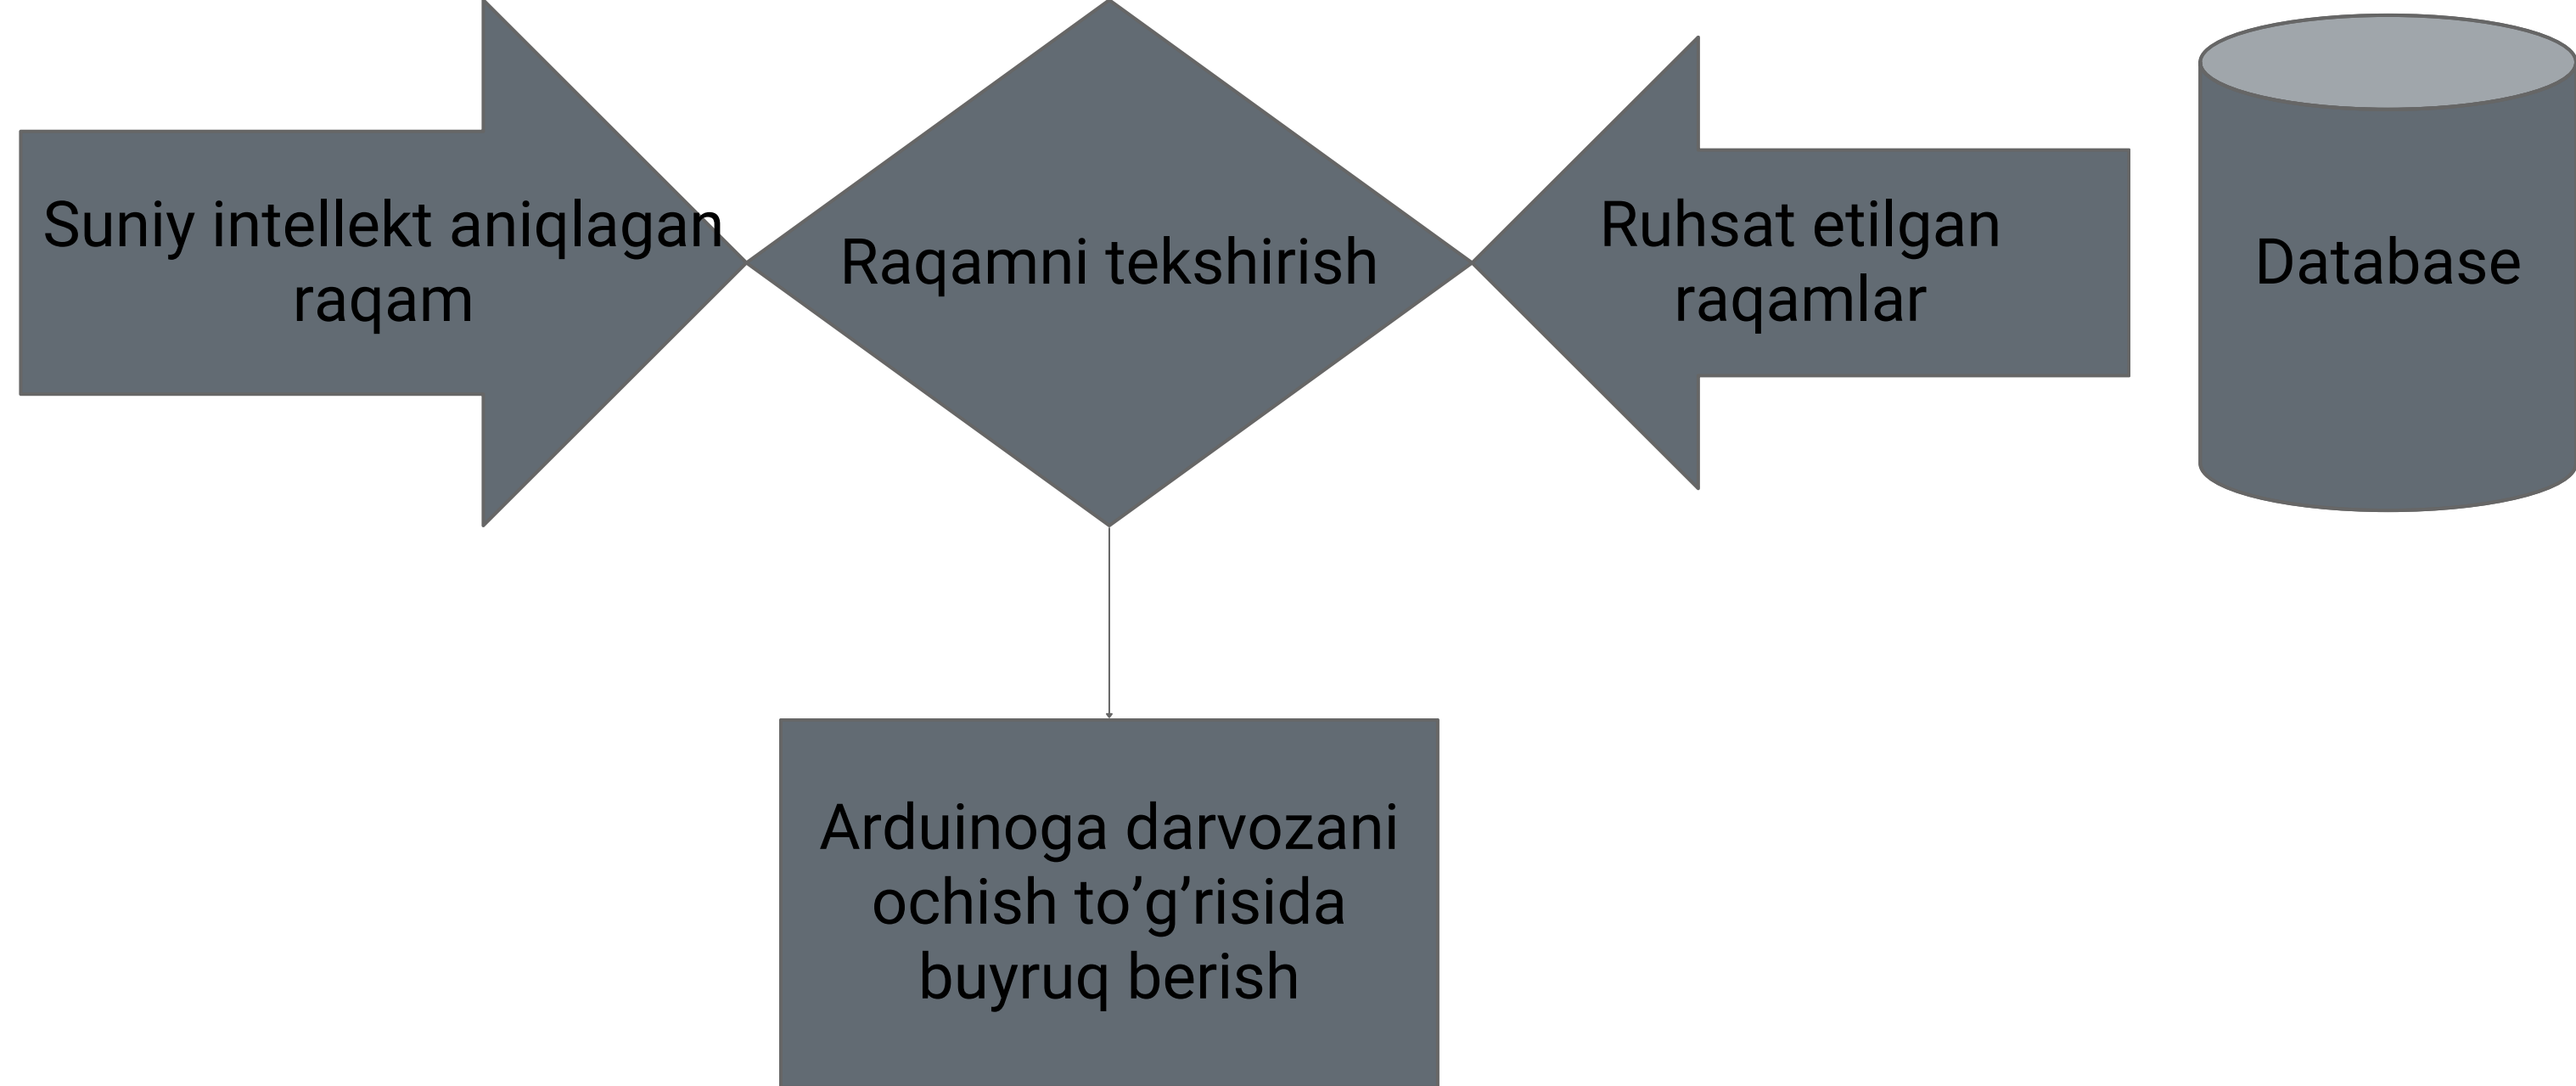 Suniy intellekt aniqlagan
raqam
Raqamni tekshirish
Ruhsat etilgan
raqamlar
Database
Arduinoga darvozani
ochish to’g’risida
buyruq berish